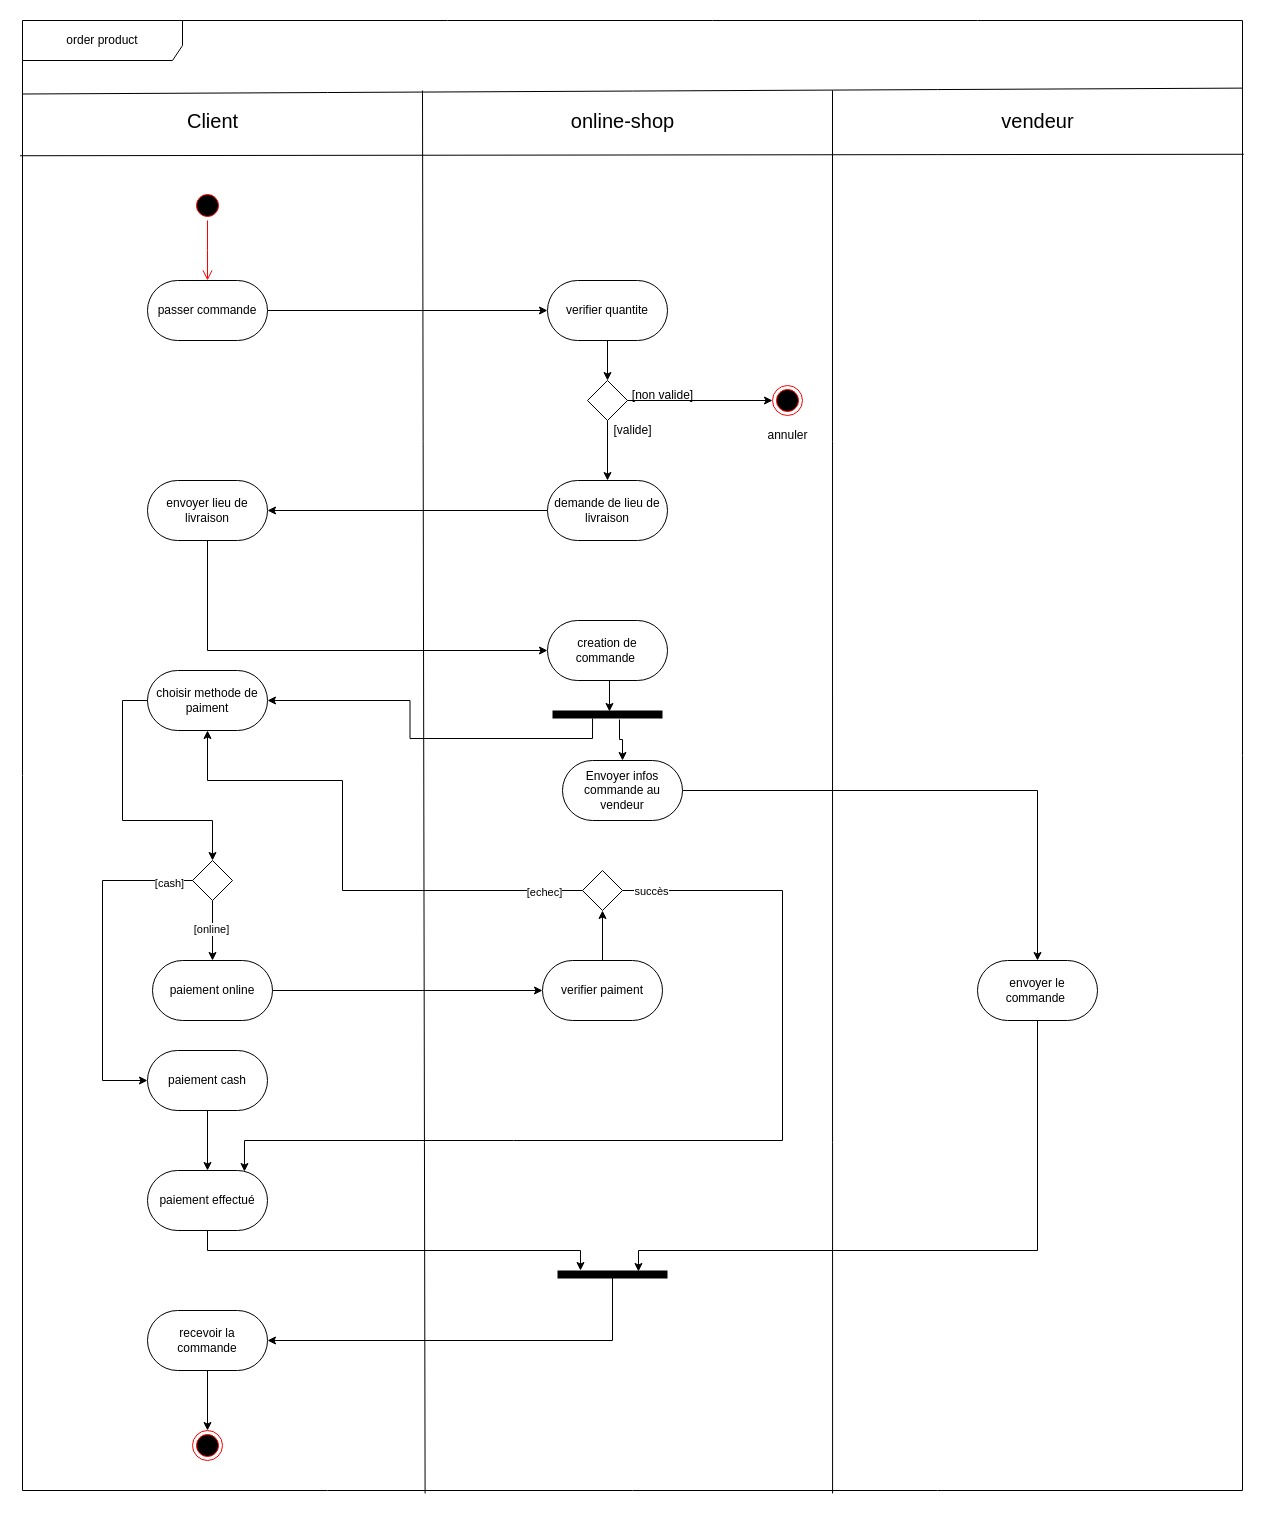 order product
Client
online-shop
vendeur
passer commande
verifier quantite
[non valide]
[valide]
annuler
envoyer lieu de
livraison
demande de lieu de
livraison
creation de
commande
choisir methode de
paiment
Envoyer infos
commande au
vendeur
[cash]
[echec]
succès
[online]
paiement online
verifier paiment
envoyer le
commande
paiement cash
paiement effectué
recevoir la
commande